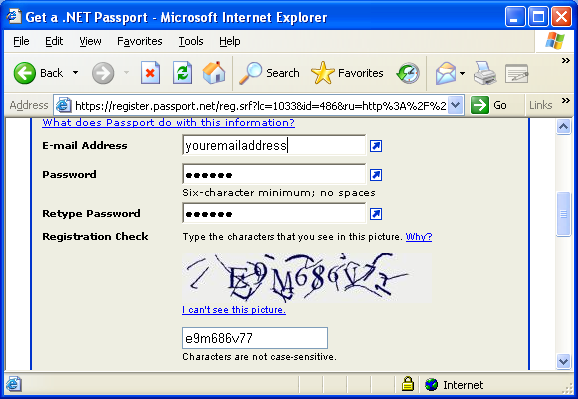 Get a .NET Passport - Microsoft Internet Explorer
File Edit View Favorites Tools Help
Back Search Favorites
Address https://register.passport.net/reg.srf?lc=1033&id=486&ru=http%3A%2F%2 Go Links
What does Passport do with this information?
E-mail Address youremailaddress
Password ●●●●●●
Six-character minimum; no spaces
Retype Password ●●●●●●
Registration Check Type the characters that you see in this picture. Why?
E9M686V77
I can't see this picture.
e9m686v77
Characters are not case-sensitive.
Internet